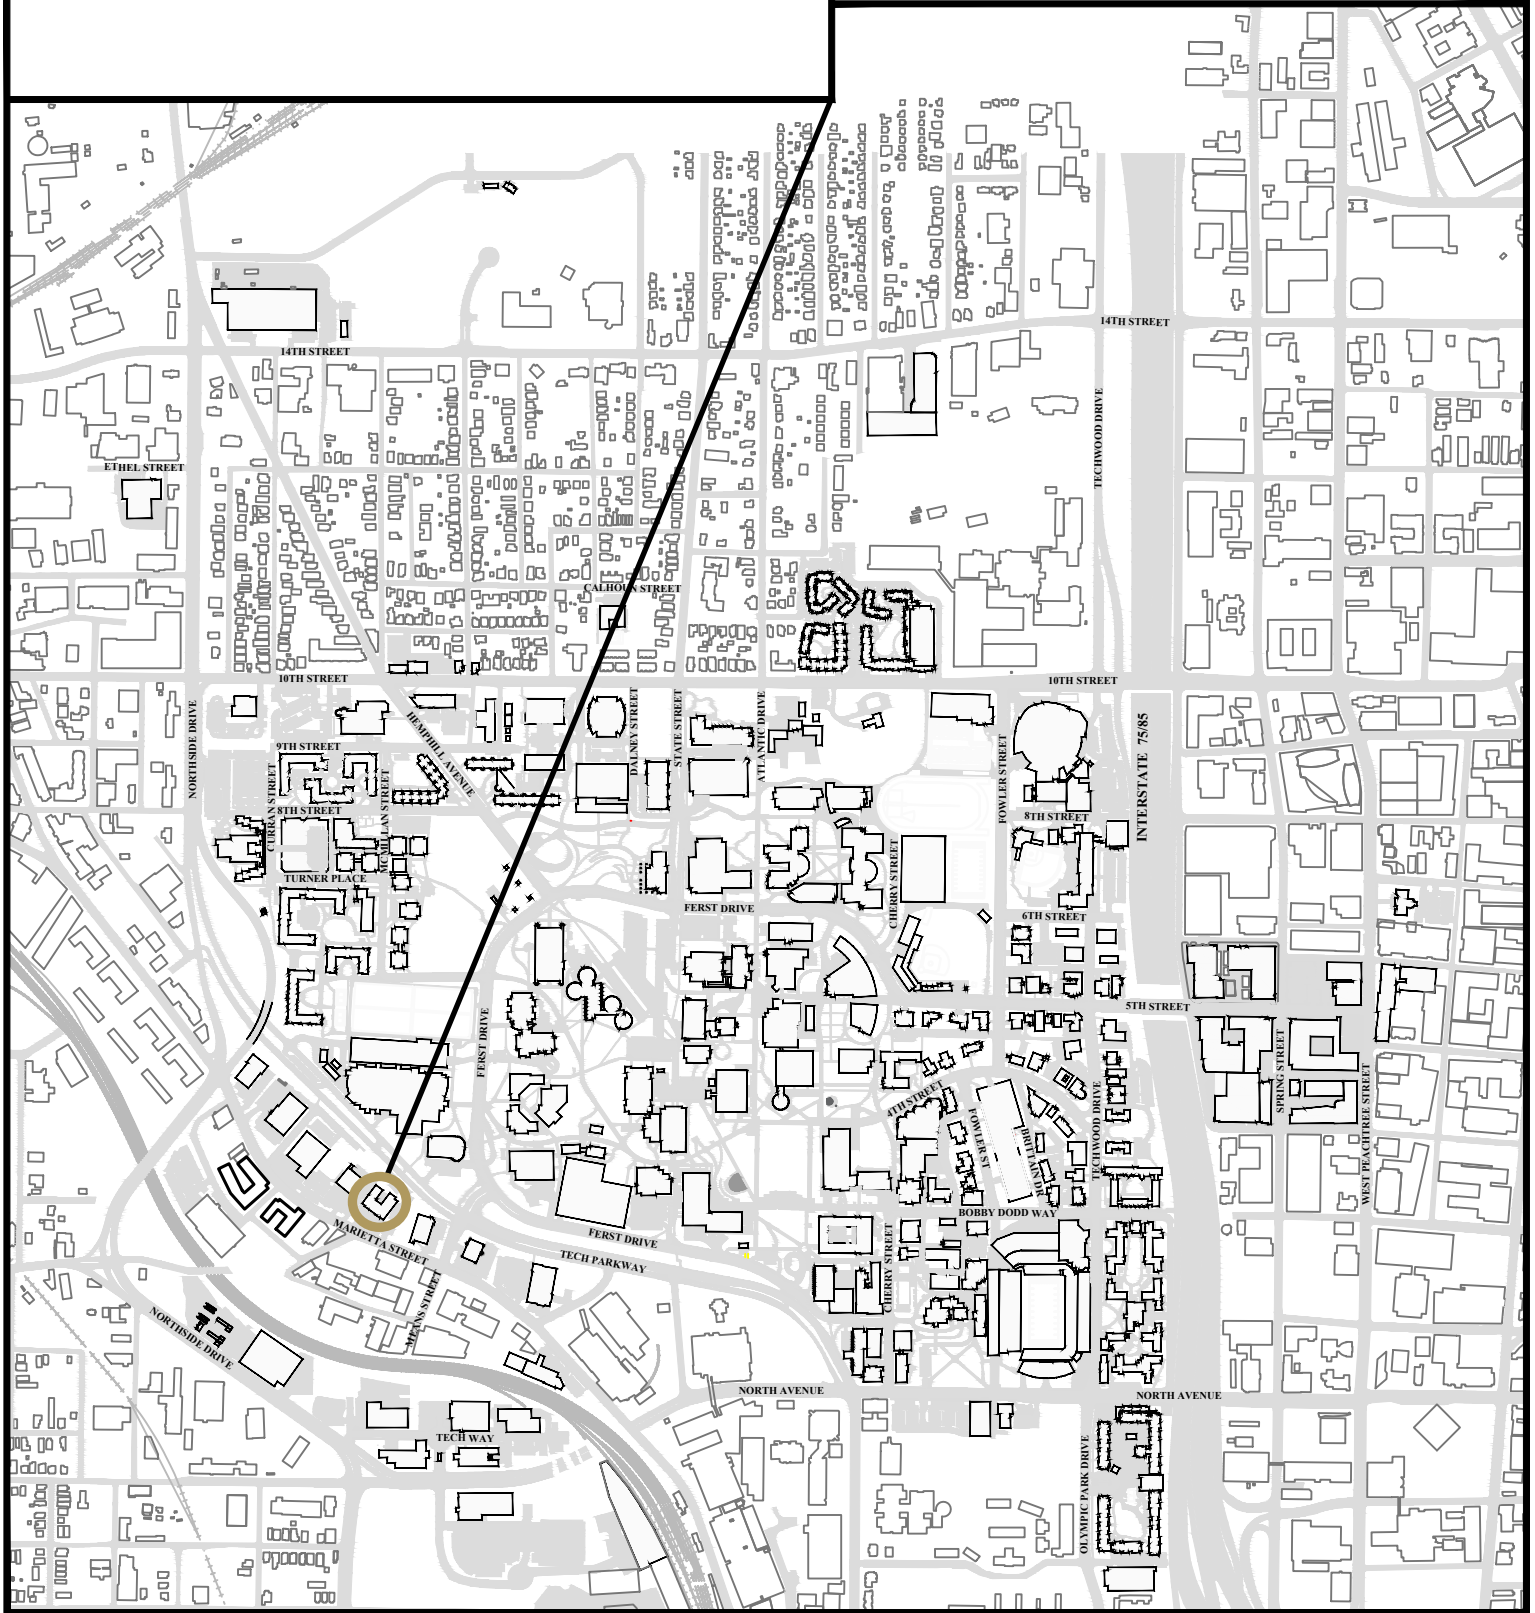 14TH STREET
14TH STREET
TECHWOOD DRIVE
ETHEL STREET
CALHOUN STREET
10TH STREET
10TH STREET
NORTHSIDE DRIVE
HEMPHILL AVENUE
DALNEY STREET
STATE STREET
ATLANTIC DRIVE
FOWLER STREET
INTERSTATE 75/85
9TH STREET
CURRAN STREET
MCMILLAN STREET
8TH STREET
8TH STREET
CHERRY STREET
TURNER PLACE
FERST DRIVE
6TH STREET
5TH STREET
FERST DRIVE
SPRING STREET
WEST PEACHTREE STREET
4TH STREET
FOWLER ST
BRITTAIN DR
TECHWOOD DRIVE
BOBBY DODD WAY
MARIETTA STREET
FERST DRIVE
TECH PARKWAY
CHERRY STREET
MEANS STREET
NORTHSIDE DRIVE
NORTH AVENUE
NORTH AVENUE
TECH WAY
OLYMPIC PARK DRIVE